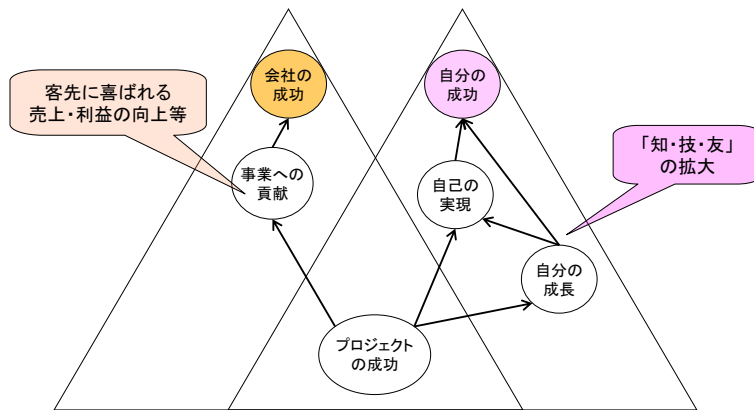 会社の
成功
自分の
成功
客先に喜ばれる
売上・利益の向上等
「知・技・友」
の拡大
事業への
貢献
自己の
実現
自分の
成長
プロジェクト
の成功